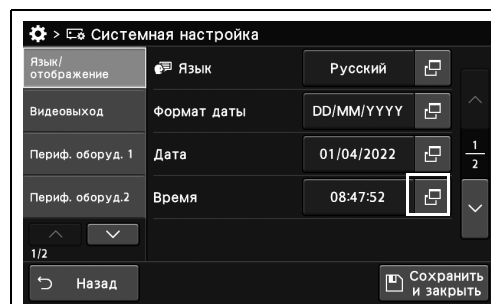 > Системная настройка
Язык/
отображение
Язык
Русский
Видеовыход
Формат даты
DD/MM/YYYY
Периф. оборуд. 1
Дата
01/04/2022
1
2
Периф. оборуд.2
Время
08:47:52
1/2
Назад
Сохранить
и закрыть